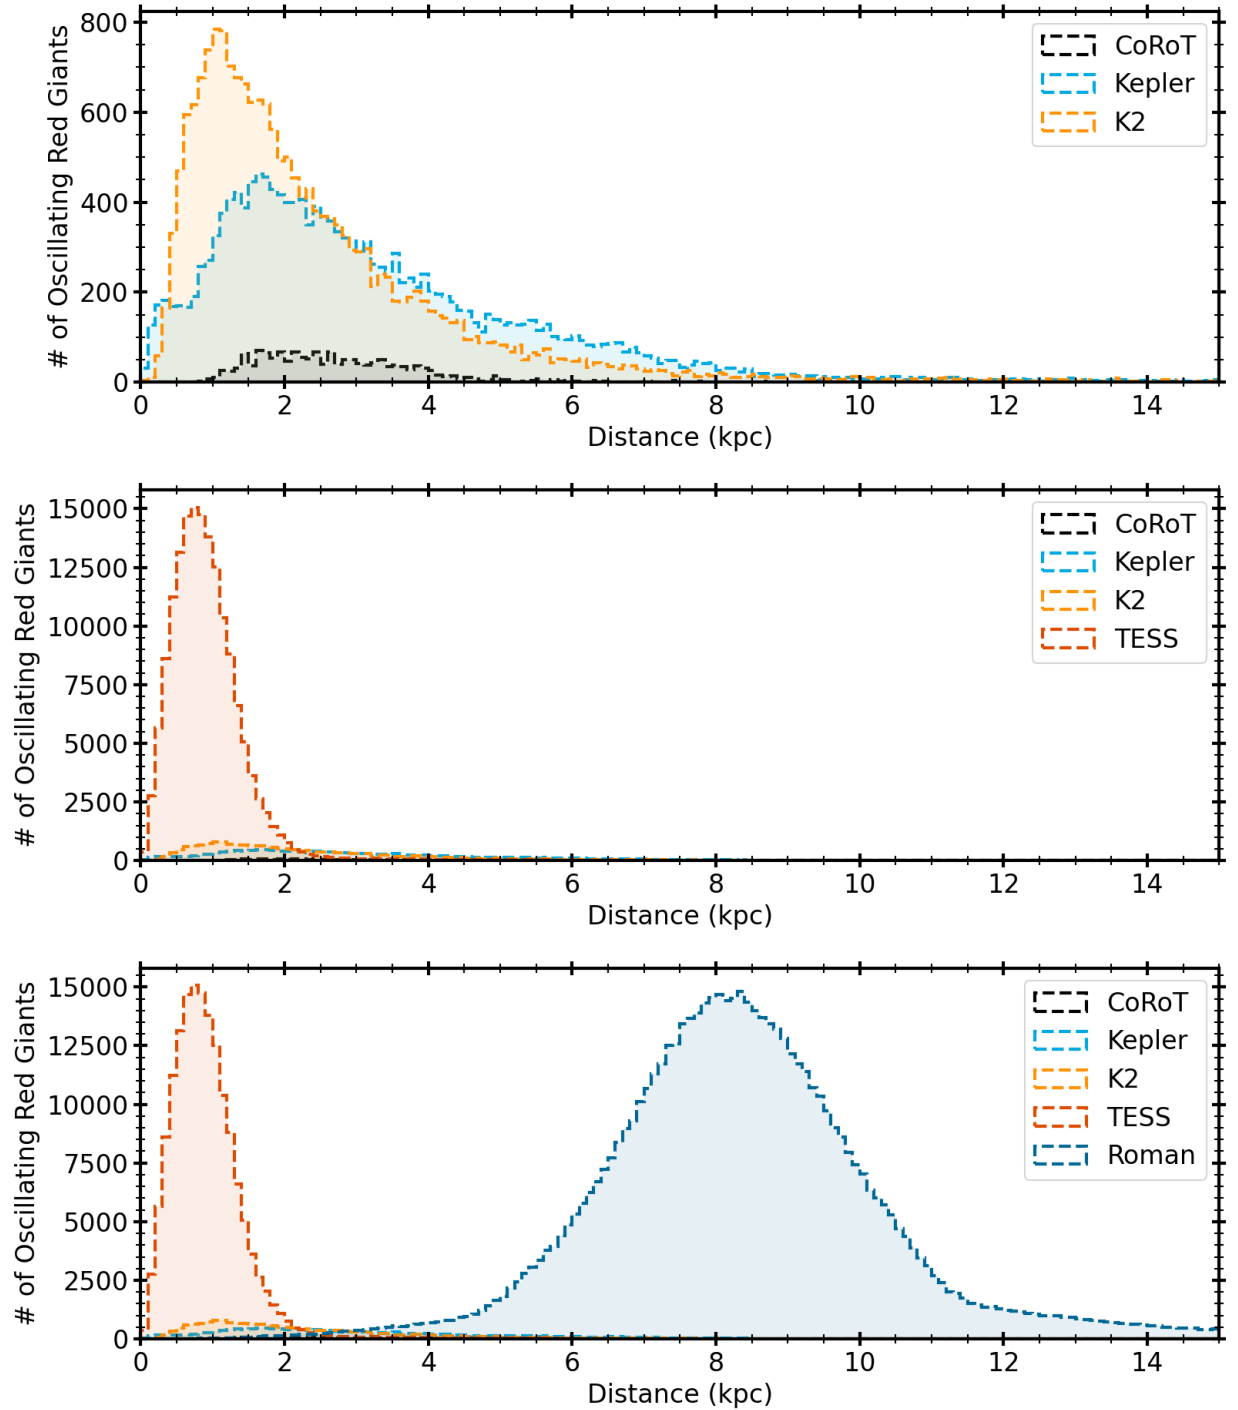 # of Oscillating Red Giants
800
600
400
200
0
CoRoT
Kepler
K2
0 2 4 6 8 10 12 14
Distance (kpc)
# of Oscillating Red Giants
15000
12500
10000
7500
5000
2500
0
CoRoT
Kepler
K2
TESS
0 2 4 6 8 10 12 14
Distance (kpc)
# of Oscillating Red Giants
15000
12500
10000
7500
5000
2500
0
CoRoT
Kepler
K2
TESS
Roman
0 2 4 6 8 10 12 14
Distance (kpc)